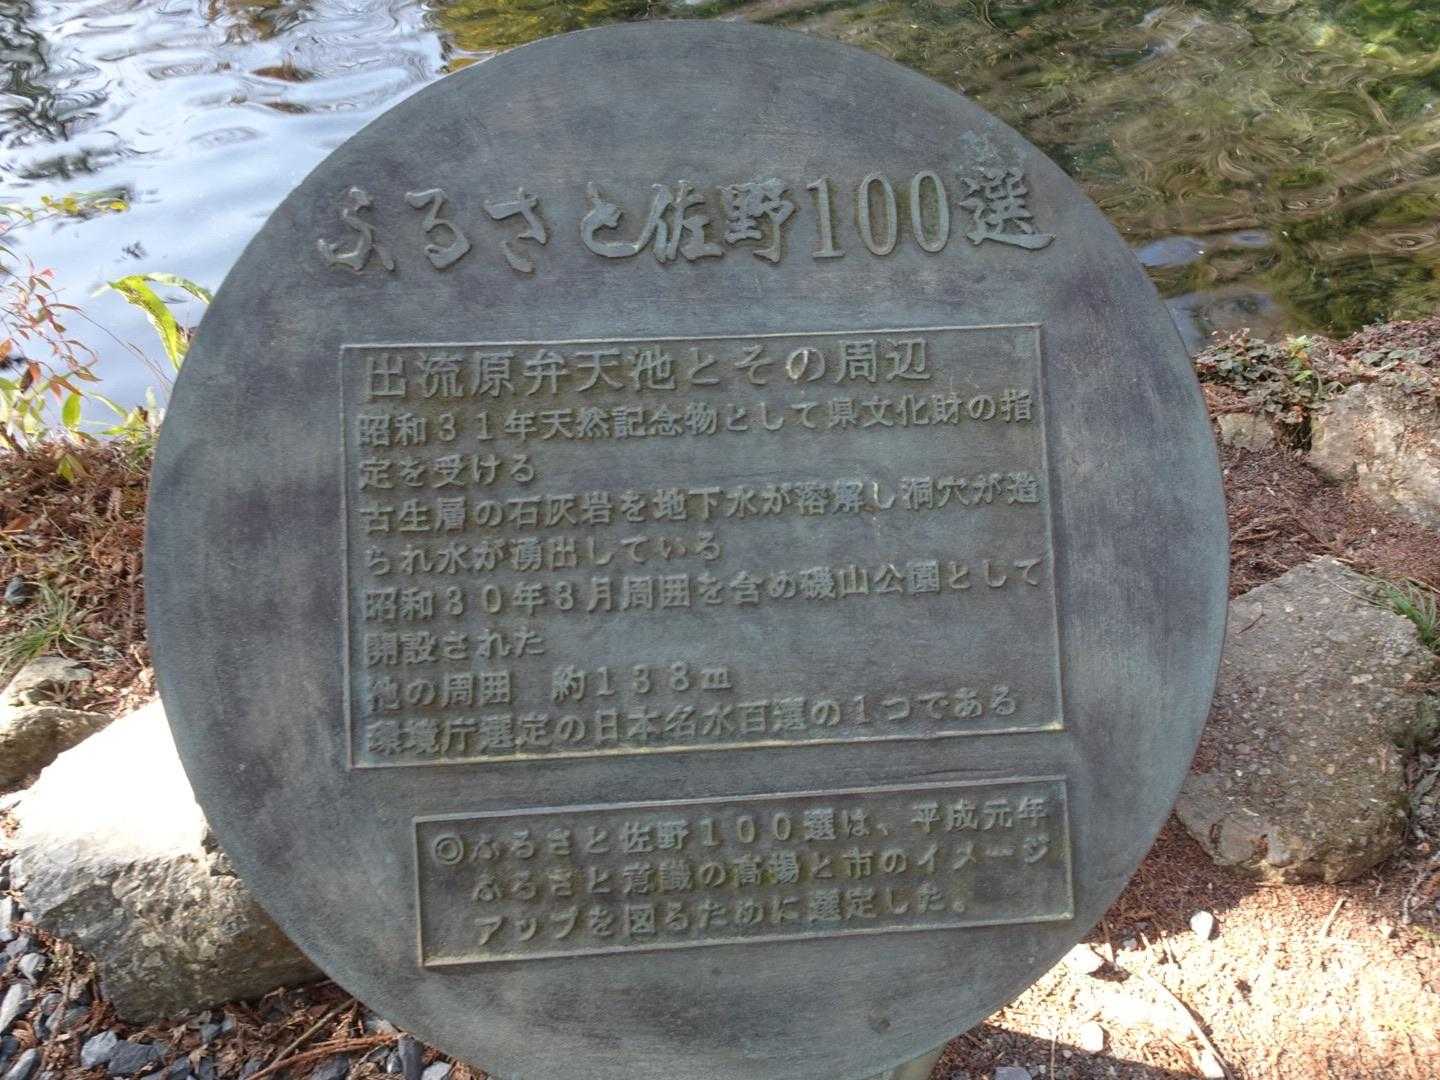 ふるさと佐野100選
出流原弁天池とその周辺
昭和31年天然記念物として県文化財の指
定を受ける
古生層の石灰岩を地下水が溶解し洞穴が造
られ水が湧出している
昭和30年3月周囲を含め磯山公園として
開設された
池の周囲　約138m
環境庁選定の日本名水百選の1つである
◎ふるさと佐野100選は、平成元年
ふるさと意識の高揚と市のイメージ
アップを図るために選定した。